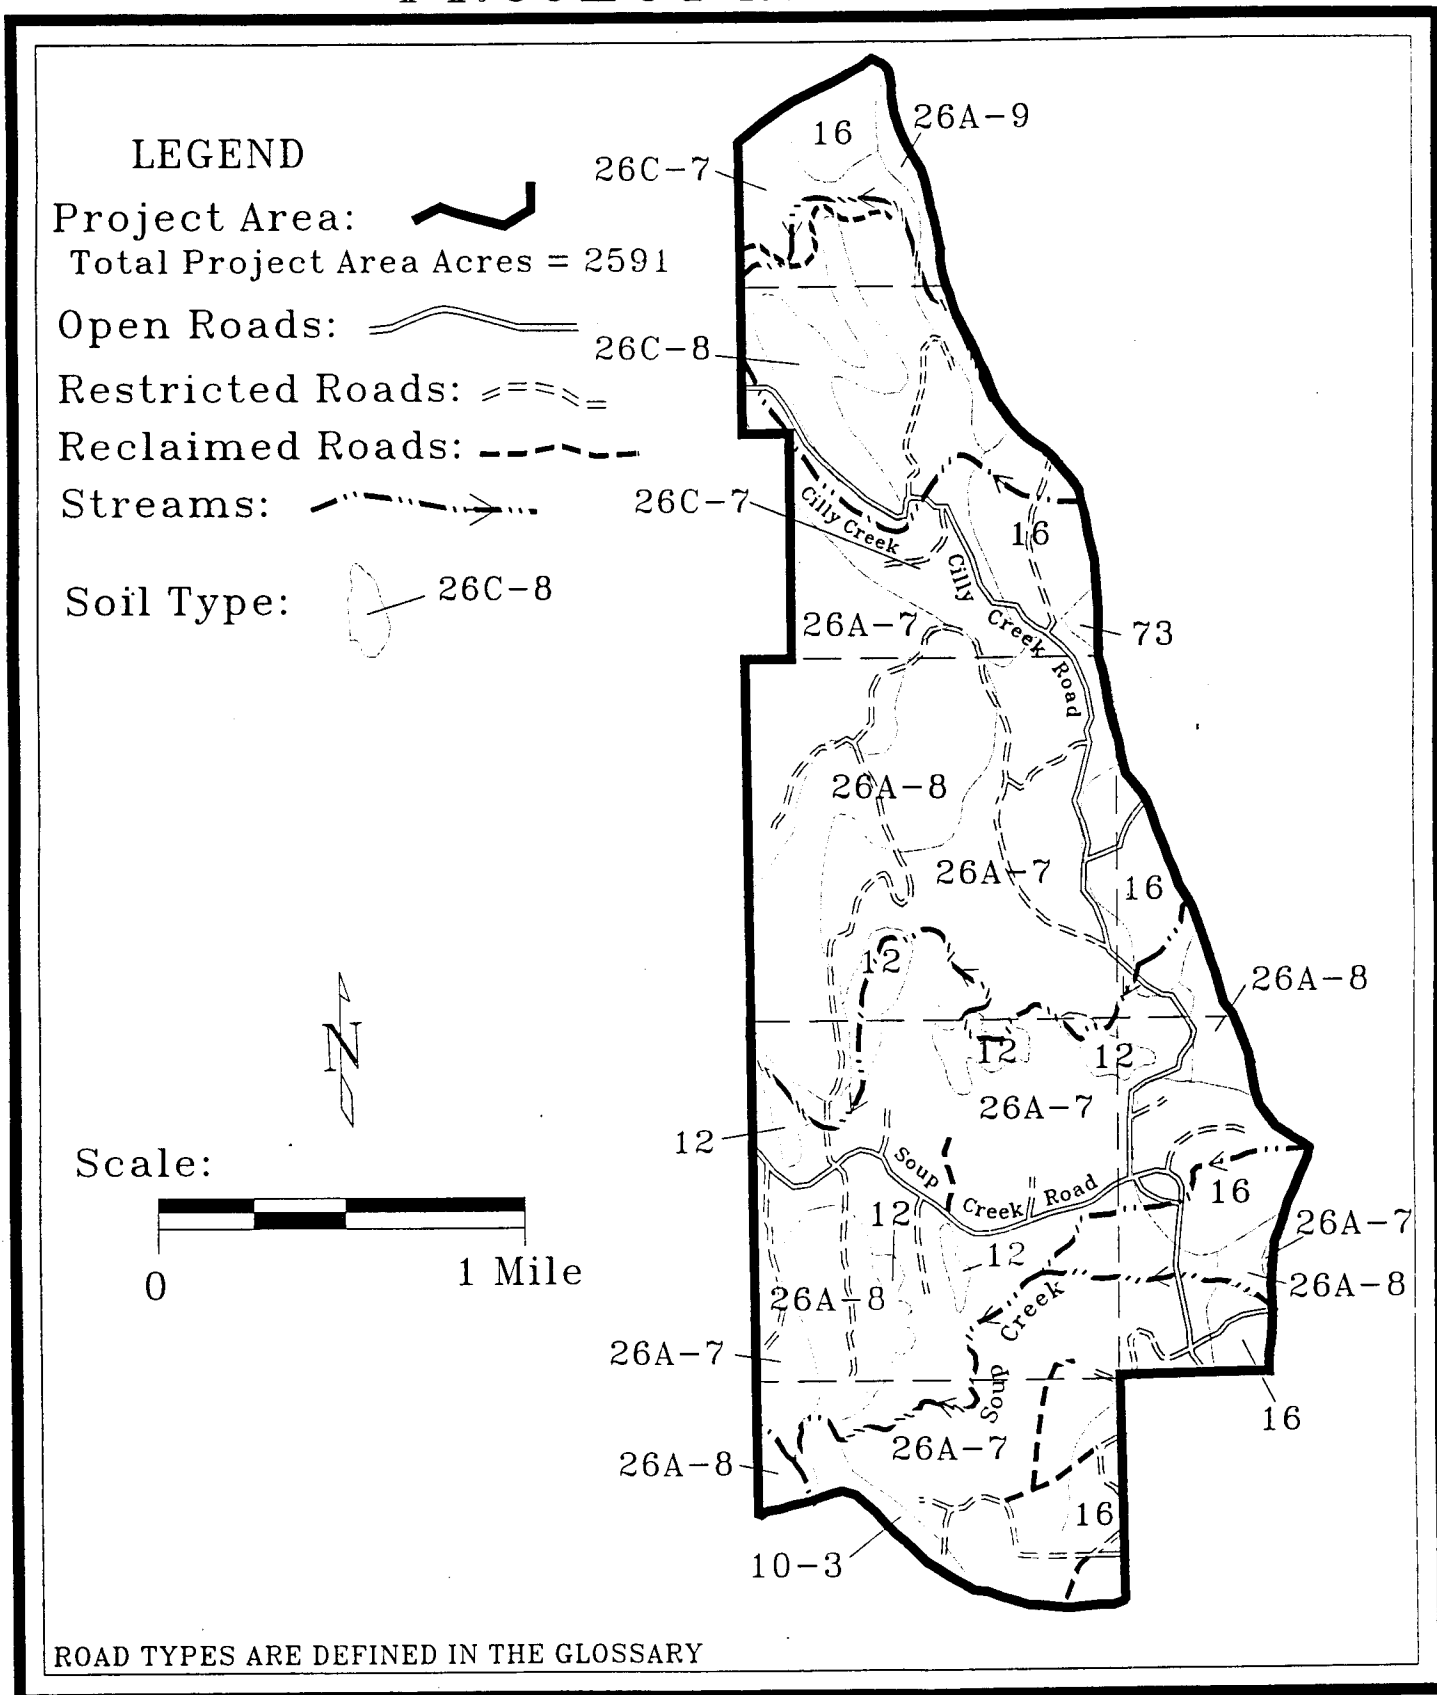 LEGEND
Project Area:
Total Project Area Acres = 2591
Open Roads:
Restricted Roads:
Reclaimed Roads:
Streams:
Soil Type:
26C-8
16
26A-9
26C-7
26C-8
26C-7
Cilly Creek
16
Cilly Creek Road
26A-7
73
26A-8
26A-7
16
12
26A-8
12
12
26A-7
12
Soup Creek Road
16
12
12
26A-7
26A-8
26A-8
Soup Creek
26A-7
16
26A-7
26A-8
16
10-3
N
Scale:
0
1 Mile
ROAD TYPES ARE DEFINED IN THE GLOSSARY